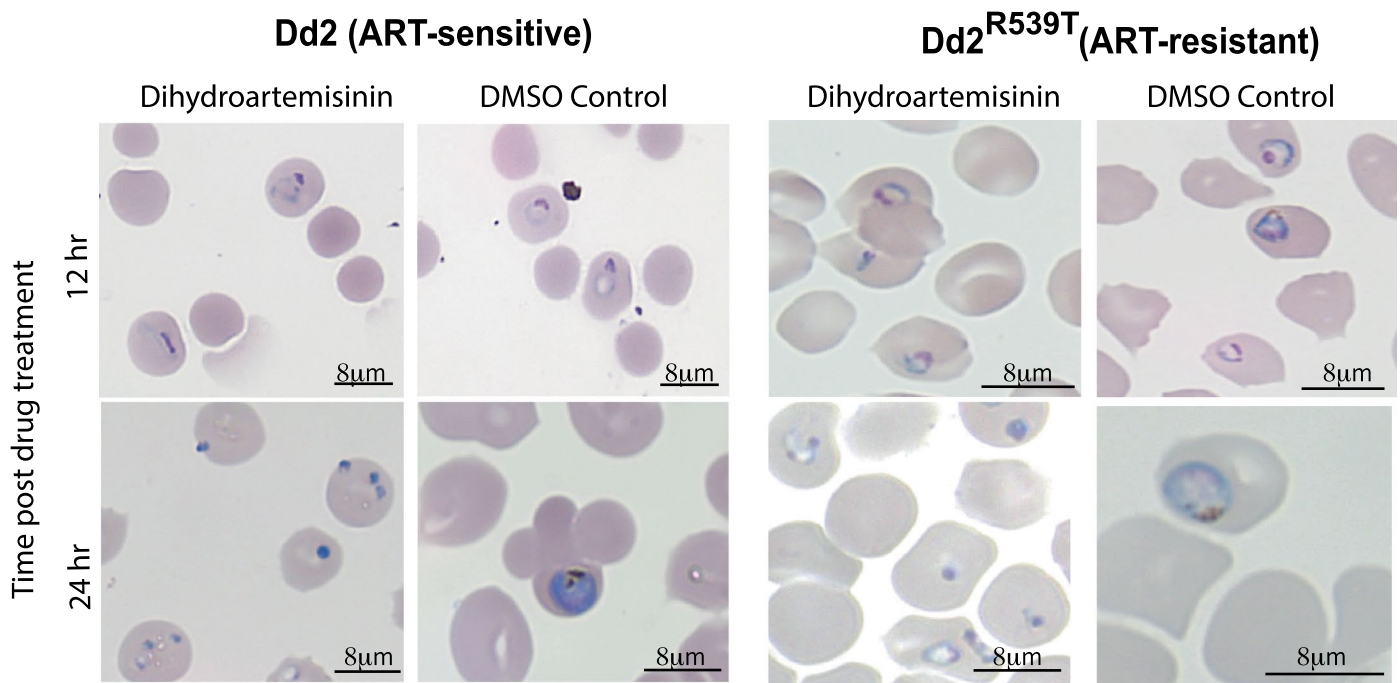 Dd2 (ART-sensitive)
Dd2R539T(ART-resistant)
Dihydroartemisinin
DMSO Control
Dihydroartemisinin
DMSO Control
Time post drug treatment
12 hr
8μm
8μm
8μm
8μm
24 hr
8μm
8μm
8μm
8μm